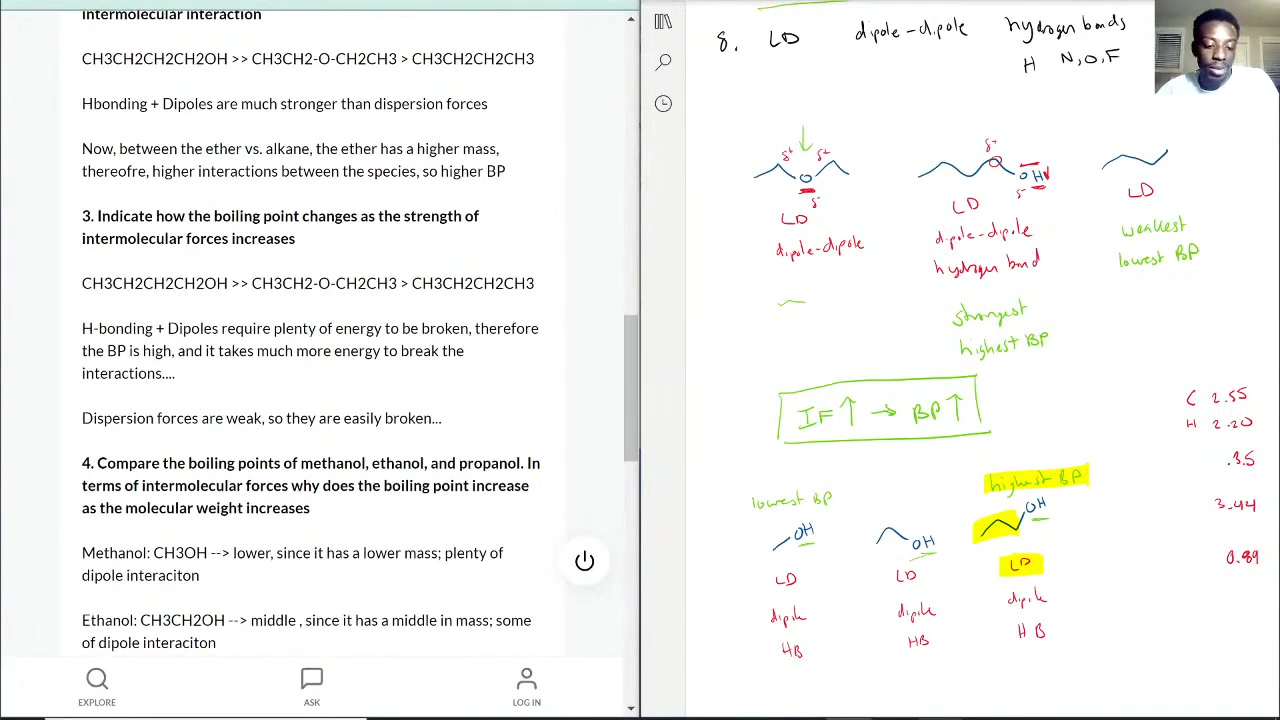 intermolecular interaction
CH3CH2CH2CH2OH >> CH3CH2-O-CH2CH3 > CH3CH2CH2CH3
Hbonding + Dipoles are much stronger than dispersion forces
Now, between the ether vs. alkane, the ether has a higher mass,
thereofre, higher interactions between the species, so higher BP
3. Indicate how the boiling point changes as the strength of
intermolecular forces increases
CH3CH2CH2CH2OH >> CH3CH2-O-CH2CH3 > CH3CH2CH2CH3
H-bonding + Dipoles require plenty of energy to be broken, therefore
the BP is high, and it takes much more energy to break the
interactions....
Dispersion forces are weak, so they are easily broken...
4. Compare the boiling points of methanol, ethanol, and propanol. In
terms of intermolecular forces why does the boiling point increase
as the molecular weight increases
Methanol: CH3OH --> lower, since it has a lower mass; plenty of
dipole interaciton
Ethanol: CH3CH2OH --> middle , since it has a middle in mass; some
of dipole interaciton
EXPLORE
ASK
LOG IN
8. LD dipole-dipole hydrogen bonds
H N, O, F
δ+ δ+ δ+
O O H
δ- δ-
LD LD LD
dipole-dipole dipole-dipole weakest
hydrogen bond lowest BP
strongest
highest BP
IF ↑ → BP ↑
C 2.55
H 2.20
.35
3.44
0.89
lowest BP highest BP
OH OH OH
LD LD LD
dipole dipole dipole
HB HB HB